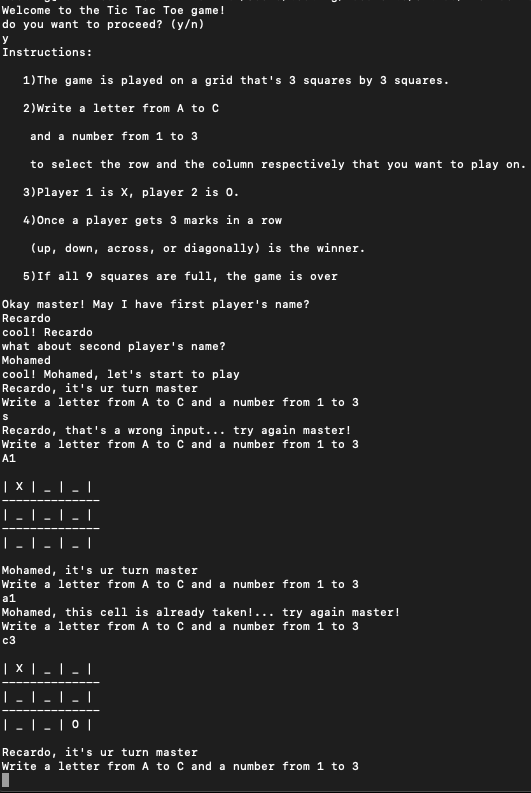 Welcome to the Tic Tac Toe game!
do you want to proceed? (y/n)
y
Instructions:
1)The game is played on a grid that's 3 squares by 3 squares.
2)Write a letter from A to C
and a number from 1 to 3
to select the row and the column respectively that you want to play on.
3)Player 1 is X, player 2 is O.
4)Once a player gets 3 marks in a row
(up, down, across, or diagonally) is the winner.
5)If all 9 squares are full, the game is over
Okay master! May I have first player's name?
Recardo
cool! Recardo
what about second player's name?
Mohamed
cool! Mohamed, let's start to play
Recardo, it's ur turn master
Write a letter from A to C and a number from 1 to 3
s
Recardo, that's a wrong input... try again master!
Write a letter from A to C and a number from 1 to 3
A1
| X | _ | _ |
--------------
| _ | _ | _ |
--------------
| _ | _ | _ |
Mohamed, it's ur turn master
Write a letter from A to C and a number from 1 to 3
a1
Mohamed, this cell is already taken!... try again master!
Write a letter from A to C and a number from 1 to 3
c3
| X | _ | _ |
--------------
| _ | _ | _ |
--------------
| _ | _ | O |
Recardo, it's ur turn master
Write a letter from A to C and a number from 1 to 3